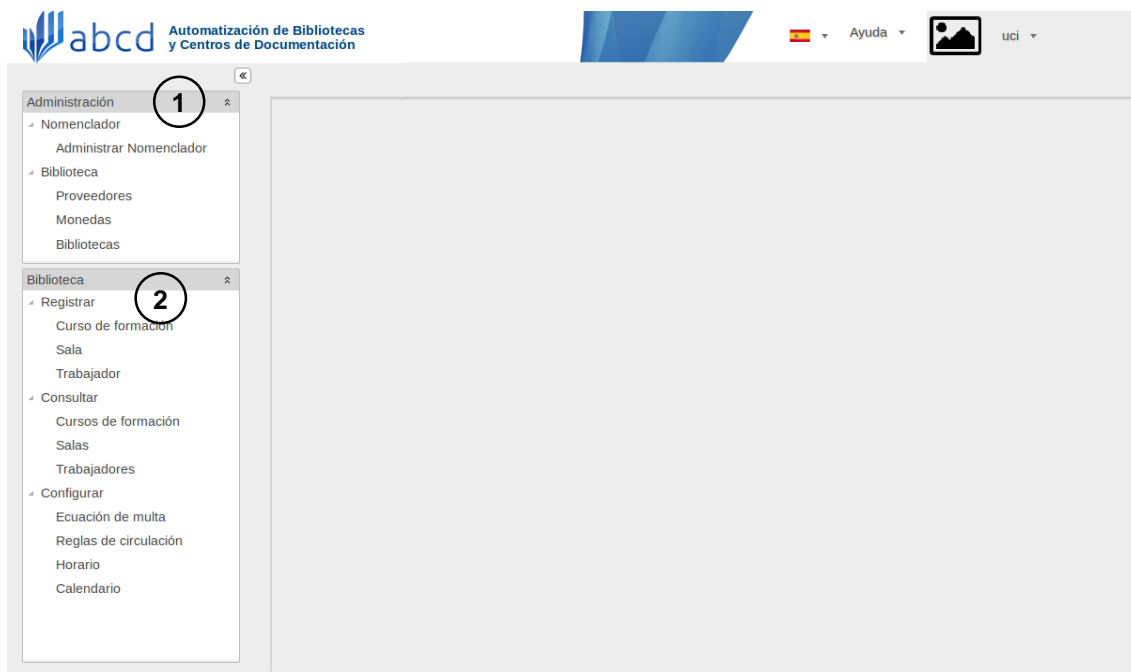 abcd
Automatización de Bibliotecas
y Centros de Documentación
Ayuda
uci
Administración
1
Nomenclador
Administrar Nomenclador
Biblioteca
Proveedores
Monedas
Bibliotecas
Biblioteca
2
Registrar
Curso de formación
Sala
Trabajador
Consultar
Cursos de formación
Salas
Trabajadores
Configurar
Ecuación de multa
Reglas de circulación
Horario
Calendario